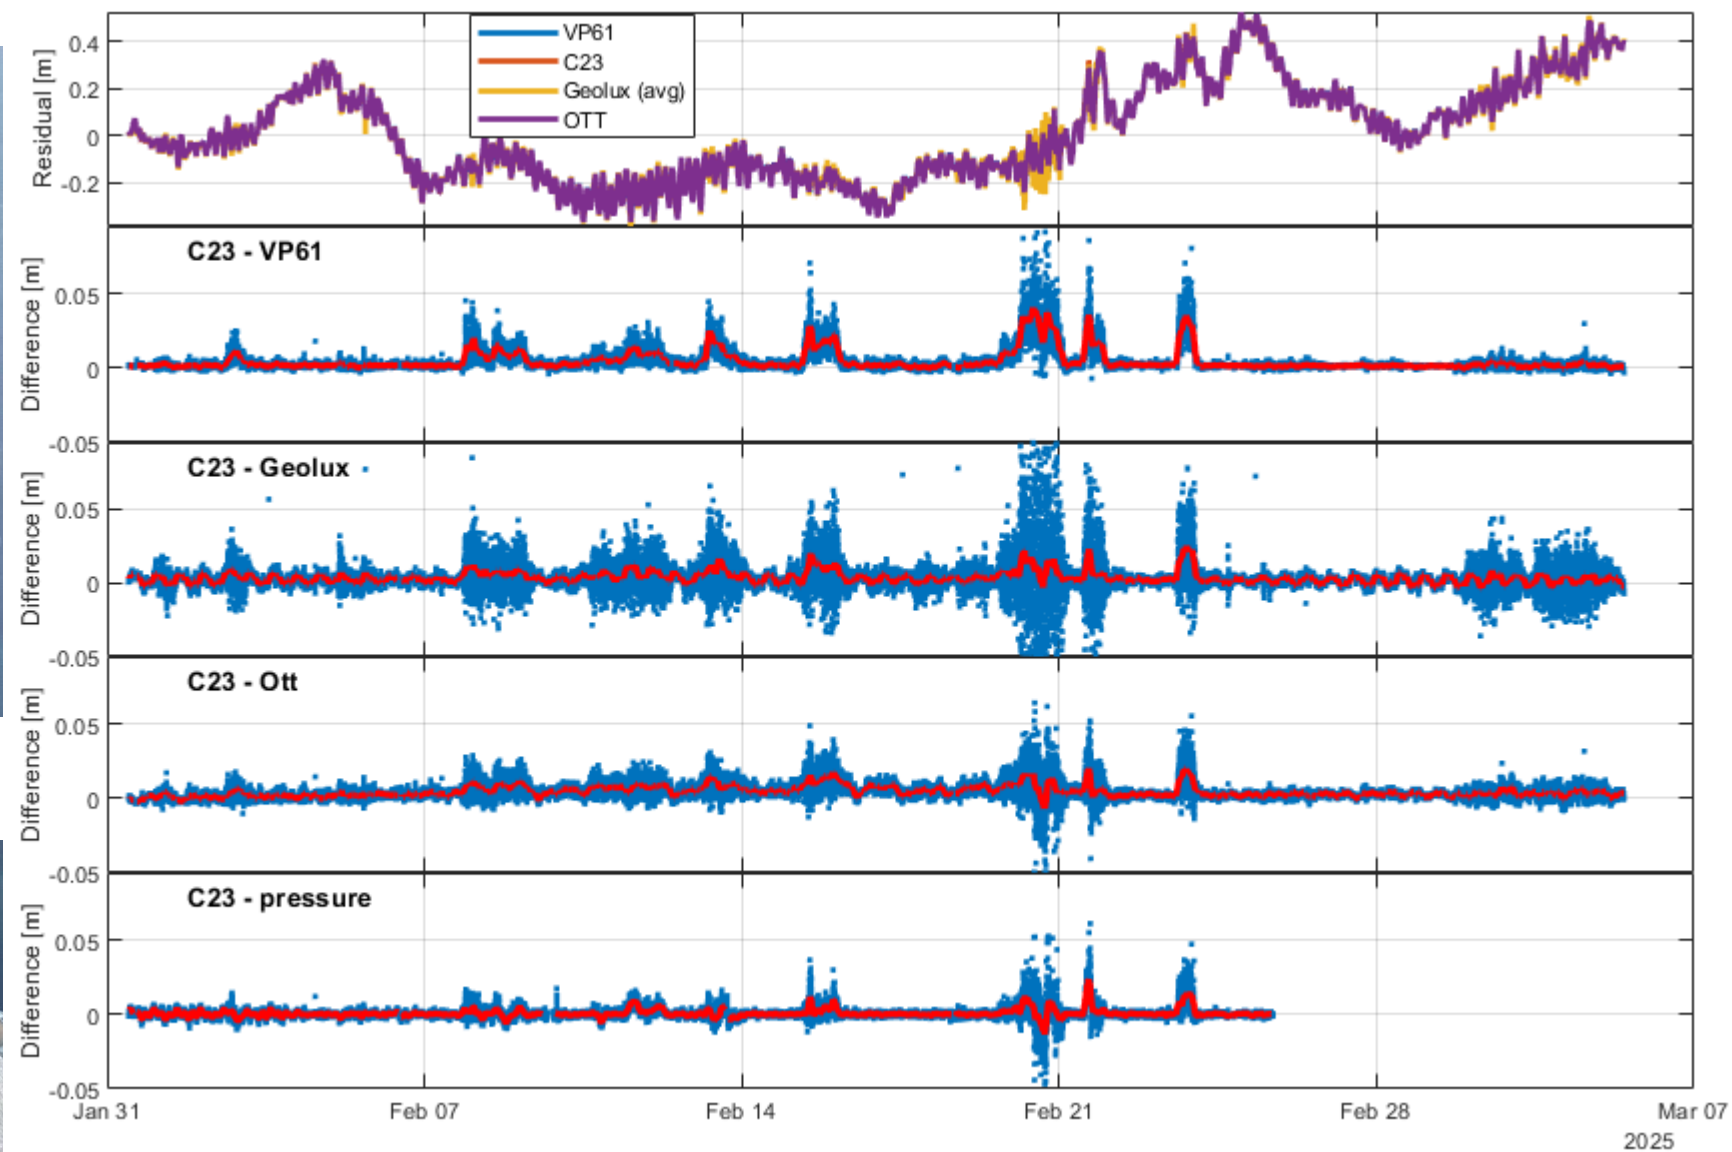 VP61
C23
Geolux (avg)
OTT
Residual [m]
0.4
0.2
0
-0.2
C23 - VP61
Difference [m]
0.05
0
-0.05
C23 - Geolux
Difference [m]
0.05
0
-0.05
C23 - Ott
Difference [m]
0.05
0
-0.05
C23 - pressure
Difference [m]
0.05
0
-0.05
Jan 31 Feb 07 Feb 14 Feb 21 Feb 28 Mar 07
2025